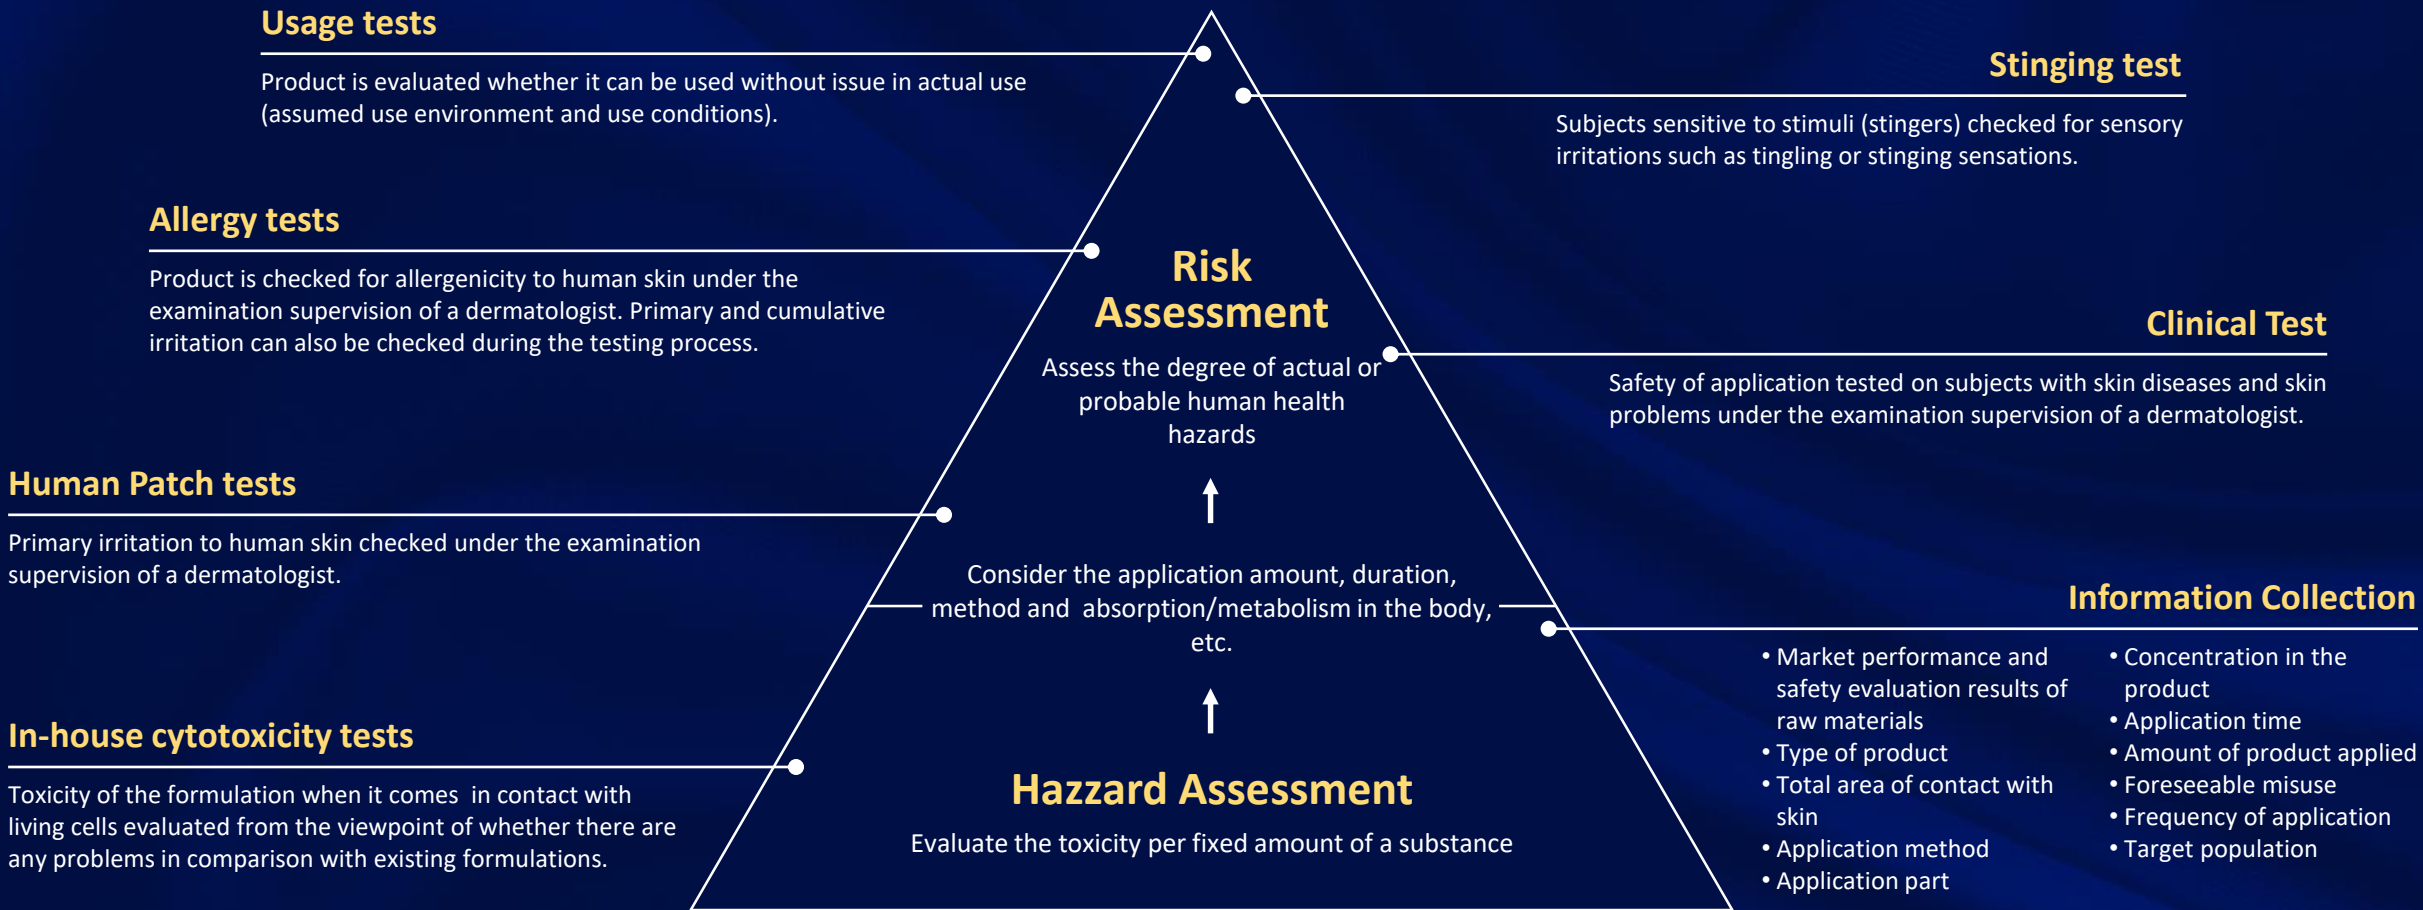 Usage tests
Product is evaluated whether it can be used without issue in actual use
(assumed use environment and use conditions).
Stinging test
Subjects sensitive to stimuli (stingers) checked for sensory
irritations such as tingling or stinging sensations.
Allergy tests
Product is checked for allergenicity to human skin under the
examination supervision of a dermatologist. Primary and cumulative
irritation can also be checked during the testing process.
Risk
Assessment
Assess the degree of actual or
probable human health
hazards
Clinical Test
Safety of application tested on subjects with skin diseases and skin
problems under the examination supervision of a dermatologist.
Human Patch tests
Primary irritation to human skin checked under the examination
supervision of a dermatologist.
Consider the application amount, duration,
method and absorption/metabolism in the body,
etc.
Information Collection
• Market performance and
safety evaluation results of
raw materials
• Type of product
• Total area of contact with
skin
• Application method
• Application part
• Concentration in the
product
• Application time
• Amount of product applied
• Foreseeable misuse
• Frequency of application
• Target population
In-house cytotoxicity tests
Toxicity of the formulation when it comes in contact with
living cells evaluated from the viewpoint of whether there are
any problems in comparison with existing formulations.
Hazzard Assessment
Evaluate the toxicity per fixed amount of a substance